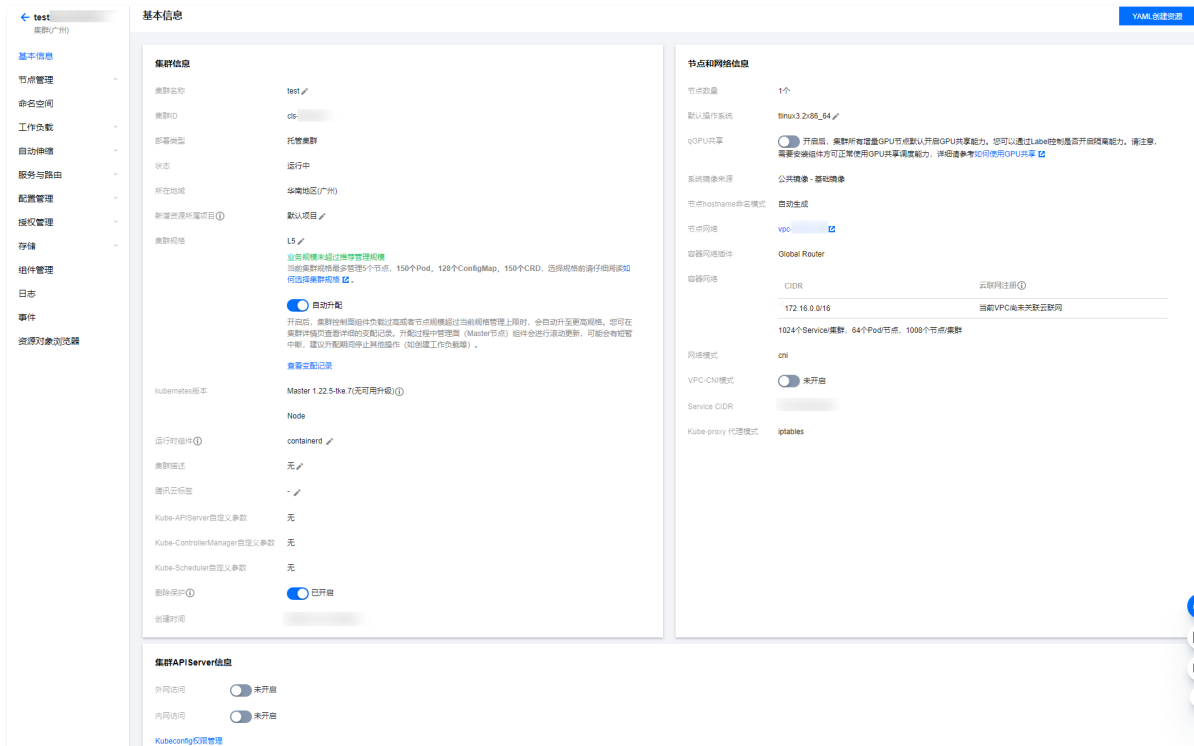 test
集群(广州)
基本信息
YAML创建资源
基本信息
节点管理
命名空间
工作负载
自动伸缩
服务与路由
配置管理
授权管理
存储
组件管理
日志
事件
资源对象浏览器
集群信息
集群名称 test
集群ID cls-
部署类型 托管集群
状态 运行中
所在地域 华南地区(广州)
新增资源所属项目 默认项目
集群规格 L5
业务规模未超过推荐管理规模
当前集群规格最多管理5个节点，150个Pod，128个ConfigMap，150个CRD，选择规格前请仔细阅读如
何选择集群规格。
自动升配
开启后，集群控制面组件负载过高或者节点规模超过当前规格管理上限时，会自动升至更高规格。您可在
集群详情页查看详细的变配记录。升配过程中管理面（Master节点）组件会进行滚动更新，可能会有短暂
中断，建议升配期间停止其他操作（如创建工作负载等）。
查看变配记录
kubernetes版本 Master 1.22.5-tke.7(无可用升级)
Node
运行时组件 containerd
集群描述 无
腾讯云标签 -
Kube-APIServer自定义参数 无
Kube-ControllerManager自定义参数 无
Kube-Scheduler自定义参数 无
删除保护 已开启
创建时间
节点和网络信息
节点数量 1个
默认操作系统 tlinux3.2x86_64
qGPU共享 开启后，集群所有增量GPU节点默认开启GPU共享能力。您可以通过Label控制是否开启隔离能力。请注意，
需要安装组件方可正常使用GPU共享调度能力，详细请参考如何使用GPU共享
系统镜像来源 公共镜像 - 基础镜像
节点hostname命名模式 自动生成
节点网络 vpc-
容器网络插件 Global Router
容器网络
CIDR 云联网注册
172.16.0.0/16 当前VPC尚未关联云联网
1024个Service/集群，64个Pod/节点，1008个节点/集群
网络模式 cni
VPC-CNI模式 未开启
Service CIDR
Kube-proxy 代理模式 iptables
集群APIServer信息
外网访问 未开启
内网访问 未开启
Kubeconfig权限管理